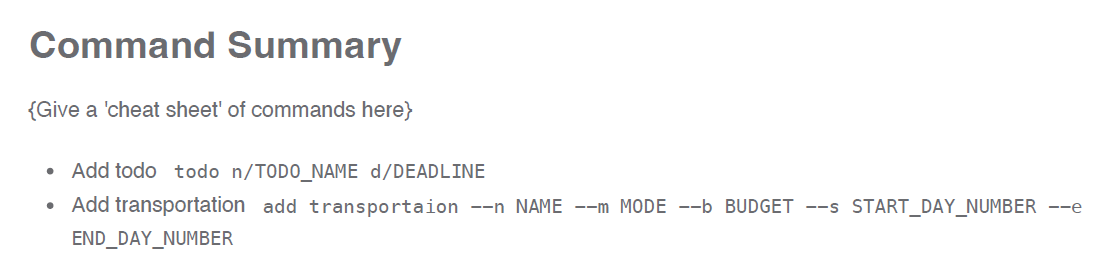 Command Summary
{Give a 'cheat sheet' of commands here}
• Add todo todo n/TODO_NAME d/DEADLINE
• Add transportation add transportaion --n NAME --m MODE --b BUDGET --s START_DAY_NUMBER --e
END_DAY_NUMBER